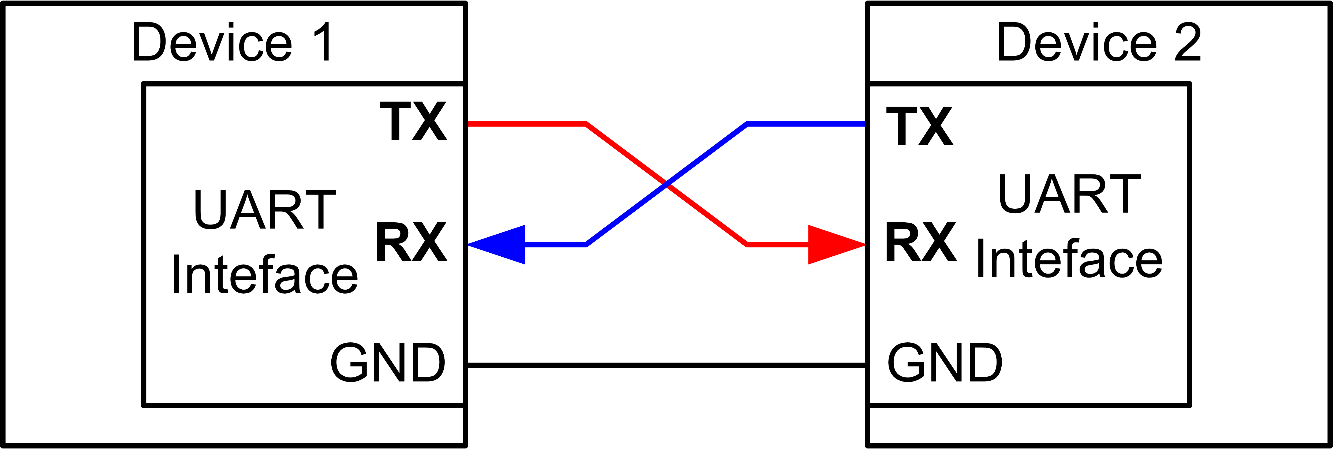 Device 1
TX
UART
Inteface
RX
GND
Device 2
TX
UART
Inteface
RX
GND